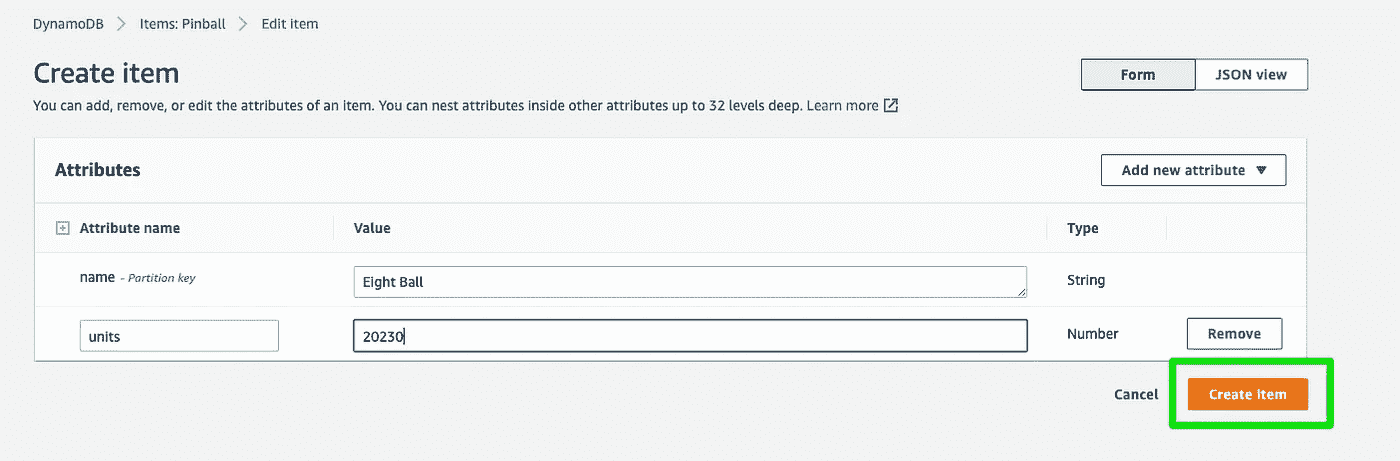 DynamoDB > Items: Pinball > Edit item
Create item
Form JSON view
You can add, remove, or edit the attributes of an item. You can nest attributes inside other attributes up to 32 levels deep. Learn more
Attributes
Add new attribute
Attribute name Value Type
name - Partition key Eight Ball String
units 20230 Number Remove
Cancel Create item